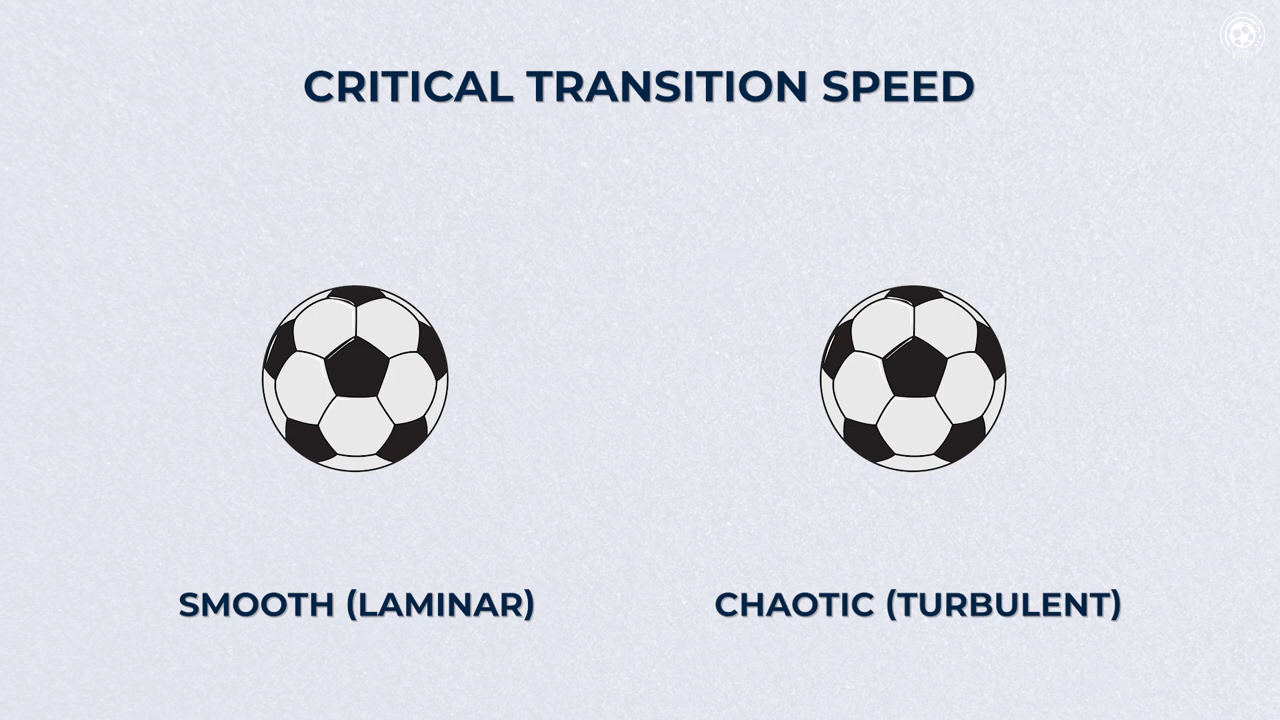 CRITICAL TRANSITION SPEED
SMOOTH (LAMINAR)
CHAOTIC (TURBULENT)